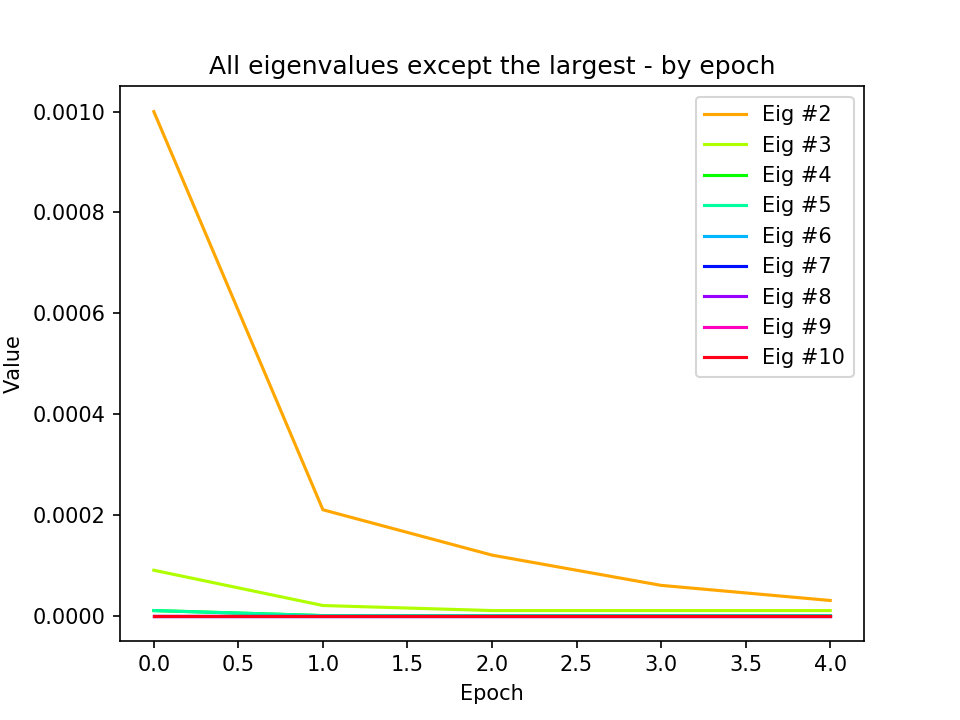 All eigenvalues except the largest - by epoch
Value
0.0010
0.0008
0.0006
0.0004
0.0002
0.0000
Eig #2
Eig #3
Eig #4
Eig #5
Eig #6
Eig #7
Eig #8
Eig #9
Eig #10
0.0 0.5 1.0 1.5 2.0 2.5 3.0 3.5 4.0
Epoch